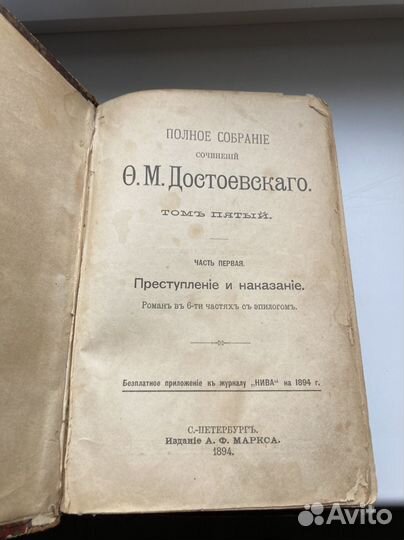 ПОЛНОЕ СОБРАНІЕ
СОЧИНЕНІЙ
Ѳ. М. Достоевскаго.
ТОМЪ ПЯТЫЙ.
ЧАСТЬ ПЕРВАЯ.
Преступленіе и наказаніе.
Романъ въ 6-ти частяхъ съ эпилогомъ.
Безплатное приложеніе къ журналу „НИВА“ на 1894 г.
С.-ПЕТЕРБУРГЪ.
Изданіе А. Ф. МАРКСА.
1894.
Avito